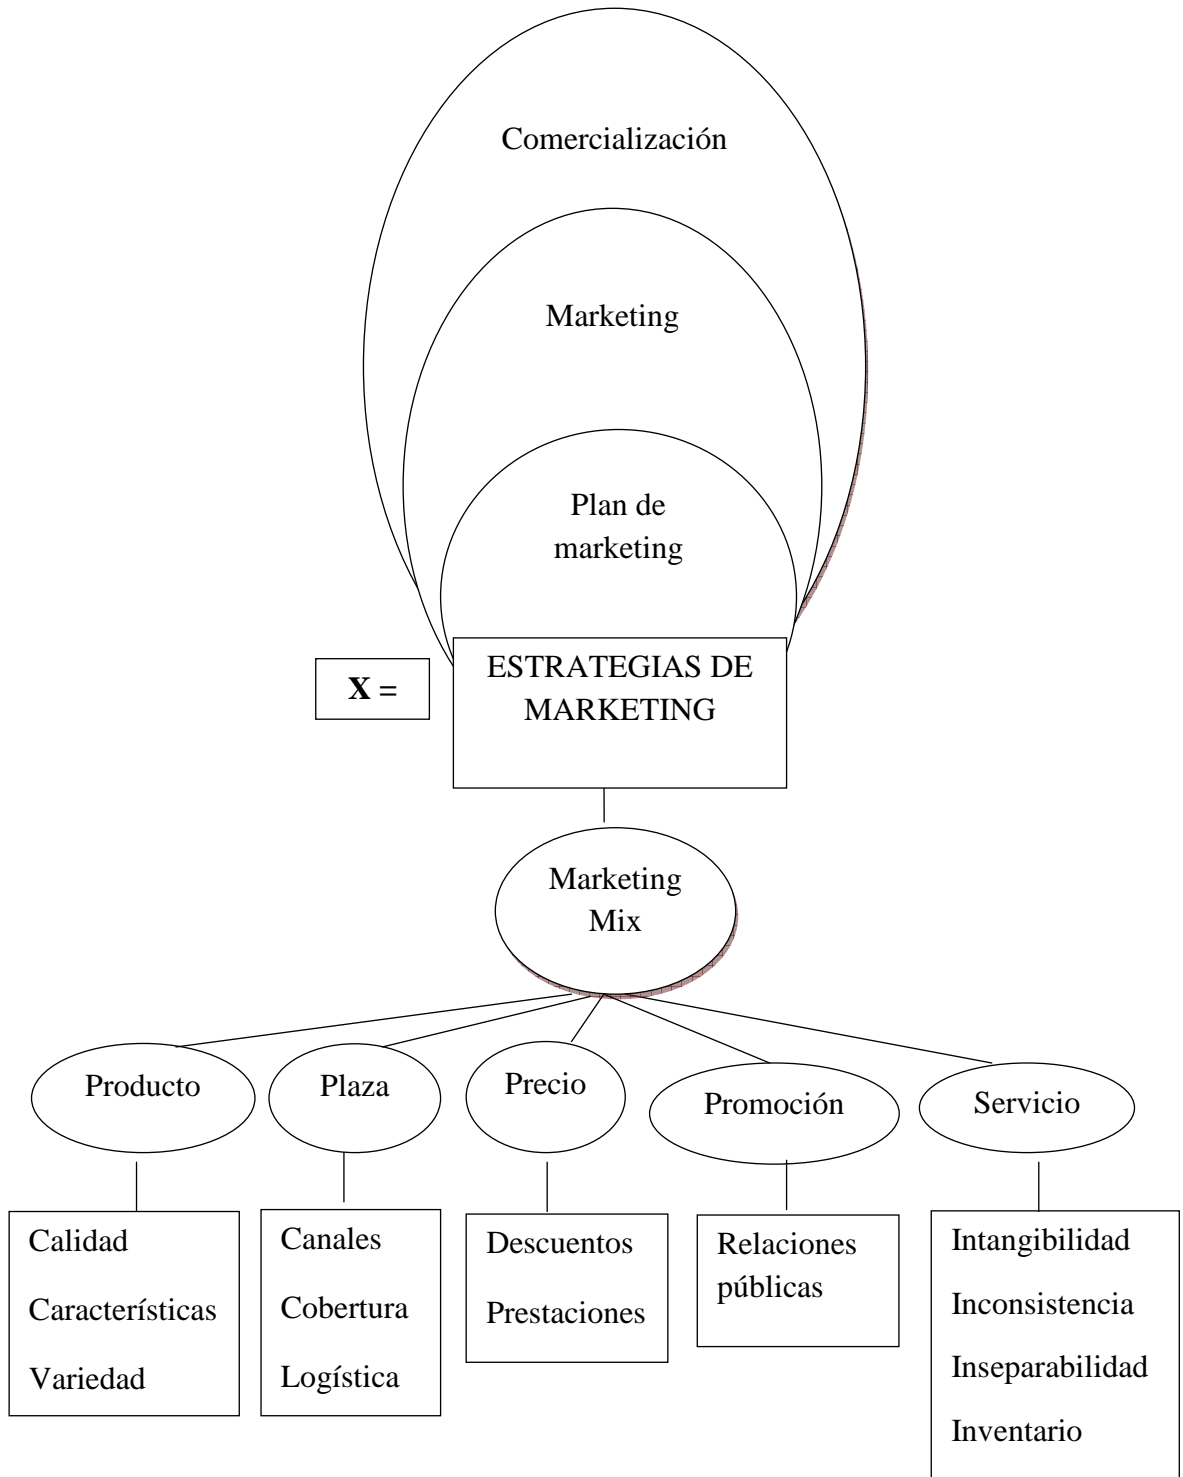 Comercialización
Marketing
Plan de
marketing
X =
ESTRATEGIAS DE
MARKETING
Marketing
Mix
Producto
Plaza
Precio
Promoción
Servicio
Calidad
Características
Variedad
Canales
Cobertura
Logística
Descuentos
Prestaciones
Relaciones
públicas
Intangibilidad
Inconsistencia
Inseparabilidad
Inventario